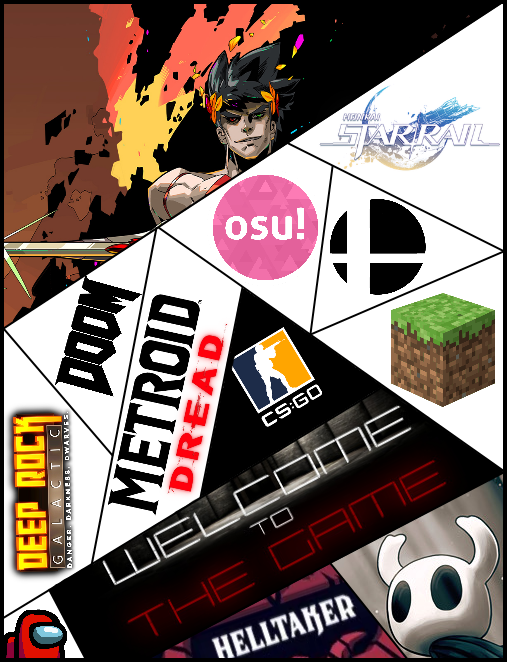 HONKAI
STAR RAIL
osu!
DOOM
METROID
DREAD
CS:GO
DEEP ROCK
GALACTIC
DANGER. DARKNESS. DWARVES.
WELCOME
TO
THE GAME
HELLTAKER